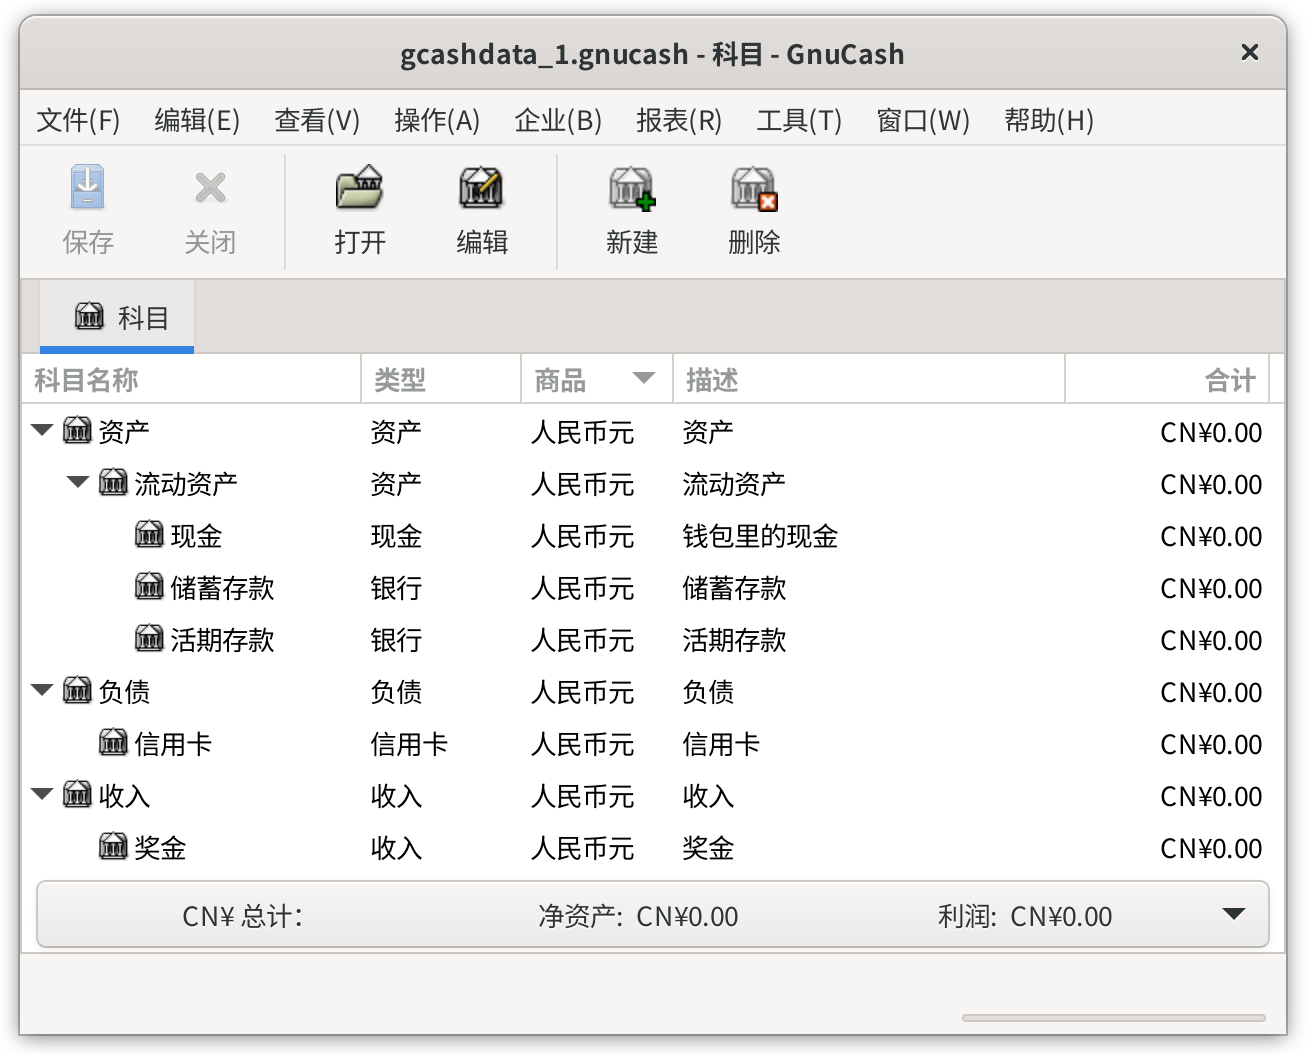 gcashdata_1.gnucash - 科目 - GnuCash
文件(F) 编辑(E) 查看(V) 操作(A) 企业(B) 报表(R) 工具(T) 窗口(W) 帮助(H)
保存 关闭 打开 编辑 新建 删除
科目
科目名称 类型 商品 描述 合计
资产 资产 人民币元 资产 CN¥0.00
流动资产 资产 人民币元 流动资产 CN¥0.00
现金 现金 人民币元 钱包里的现金 CN¥0.00
储蓄存款 银行 人民币元 储蓄存款 CN¥0.00
活期存款 银行 人民币元 活期存款 CN¥0.00
负债 负债 人民币元 负债 CN¥0.00
信用卡 信用卡 人民币元 信用卡 CN¥0.00
收入 收入 人民币元 收入 CN¥0.00
奖金 收入 人民币元 奖金 CN¥0.00
CN¥ 总计： 净资产: CN¥0.00 利润: CN¥0.00